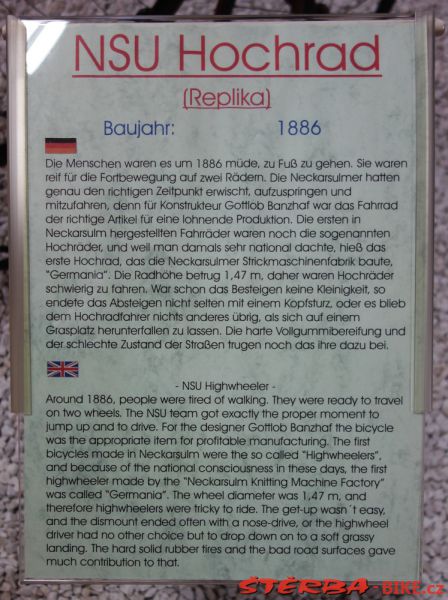 NSU Hochrad
(Replika)
Baujahr: 1886
Die Menschen waren es um 1886 müde, zu Fuß zu gehen. Sie waren
reif für die Fortbewegung auf zwei Rädern. Die Neckarsulmer hatten
genau den richtigen Zeitpunkt erwischt, aufzuspringen und
mitzufahren, denn für Konstrukteur Gottlob Banzhaf war das Fahrrad
der richtige Artikel für eine lohnende Produktion. Die ersten in
Neckarsulm hergestellten Fahrräder waren noch die sogenannten
Hochräder, und weil man damals sehr national dachte, hieß das
erste Hochrad, das die Neckarsulmer Strickmaschinenfabrik baute,
"Germania". Die Radhöhe betrug 1,47 m, daher waren Hochräder
schwierig zu fahren. War schon das Besteigen keine Kleinigkeit, so
endete das Absteigen nicht selten mit einem Kopfsturz, oder es blieb
dem Hochradfahrer nichts anderes übrig, als sich auf einem
Grasplatz herunterfallen zu lassen. Die harte Vollgummibereifung und
der schlechte Zustand der Straßen trugen noch das ihre dazu bei.
- NSU Highwheeler -
Around 1886, people were tired of walking. They were ready to travel
on two wheels. The NSU team got exactly the proper moment to
jump up and to drive. For the designer Gottlob Banzhaf the bicycle
was the appropriate item for profitable manufacturing. The first
bicycles made in Neckarsulm were the so called "Highwheelers",
and because of the national consciousness in these days, the first
highwheeler made by the "Neckarsulm Knitting Machine Factory"
was called "Germania". The wheel diameter was 1,47 m, and
therefore highwheelers were tricky to ride. The get-up wasn´t easy,
and the dismount ended often with a nose-drive, or the highwheel
driver had no other choice but to drop down on to a soft grassy
landing. The hard solid rubber tires and the bad road surfaces gave
much contribution to that.
ŠTĚRBA-BIKE.cz